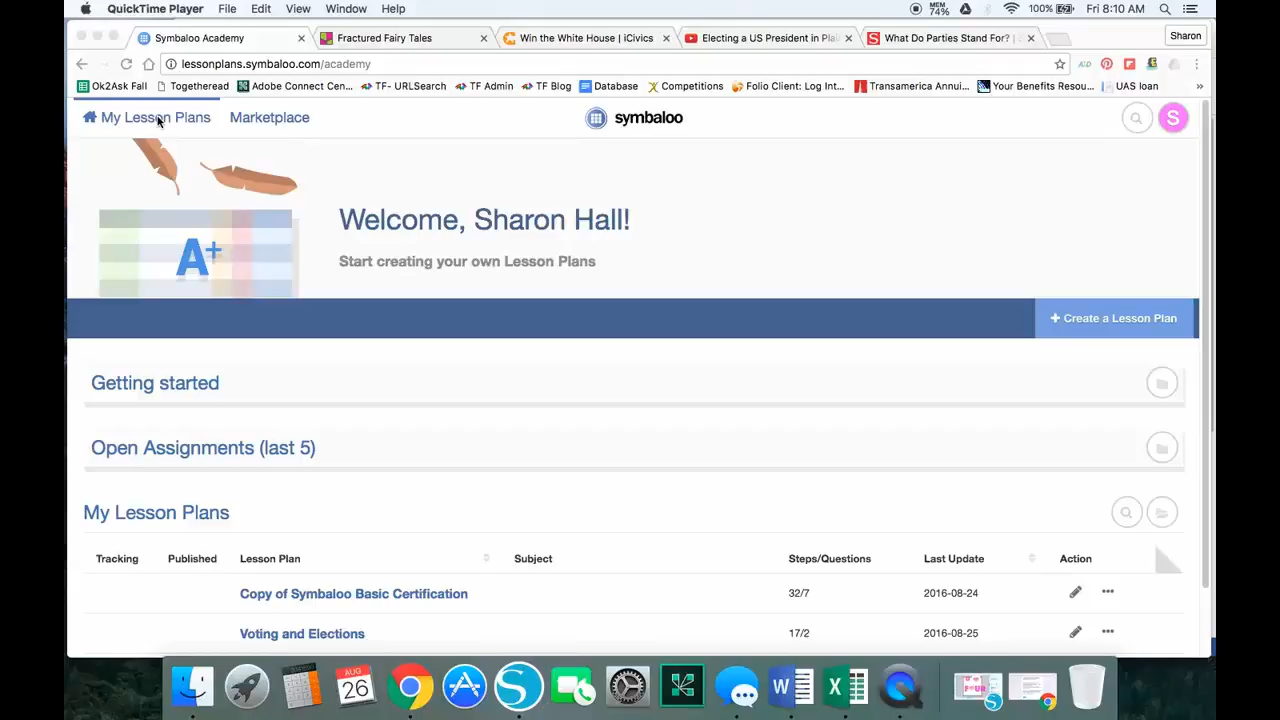 QuickTime Player File Edit View Window Help MEM 74% 100% Fri 8:10 AM
Symbaloo Academy Fractured Fairy Tales Win the White House | iCivics Electing a US President in Plai What Do Parties Stand For? | S Sharon
lessonplans.symbaloo.com/academy
Ok2Ask Fall Togetheread Adobe Connect Cen... TF- URLSearch TF Admin TF Blog Database Competitions Folio Client: Log Int... Transamerica Annui... Your Benefits Resou... UAS loan »
My Lesson Plans Marketplace symbaloo S
A+
Welcome, Sharon Hall!
Start creating your own Lesson Plans
+ Create a Lesson Plan
Getting started
Open Assignments (last 5)
My Lesson Plans
Tracking Published Lesson Plan Subject Steps/Questions Last Update Action
Copy of Symbaloo Basic Certification 32/7 2016-08-24
Voting and Elections 17/2 2016-08-25
AUG 26